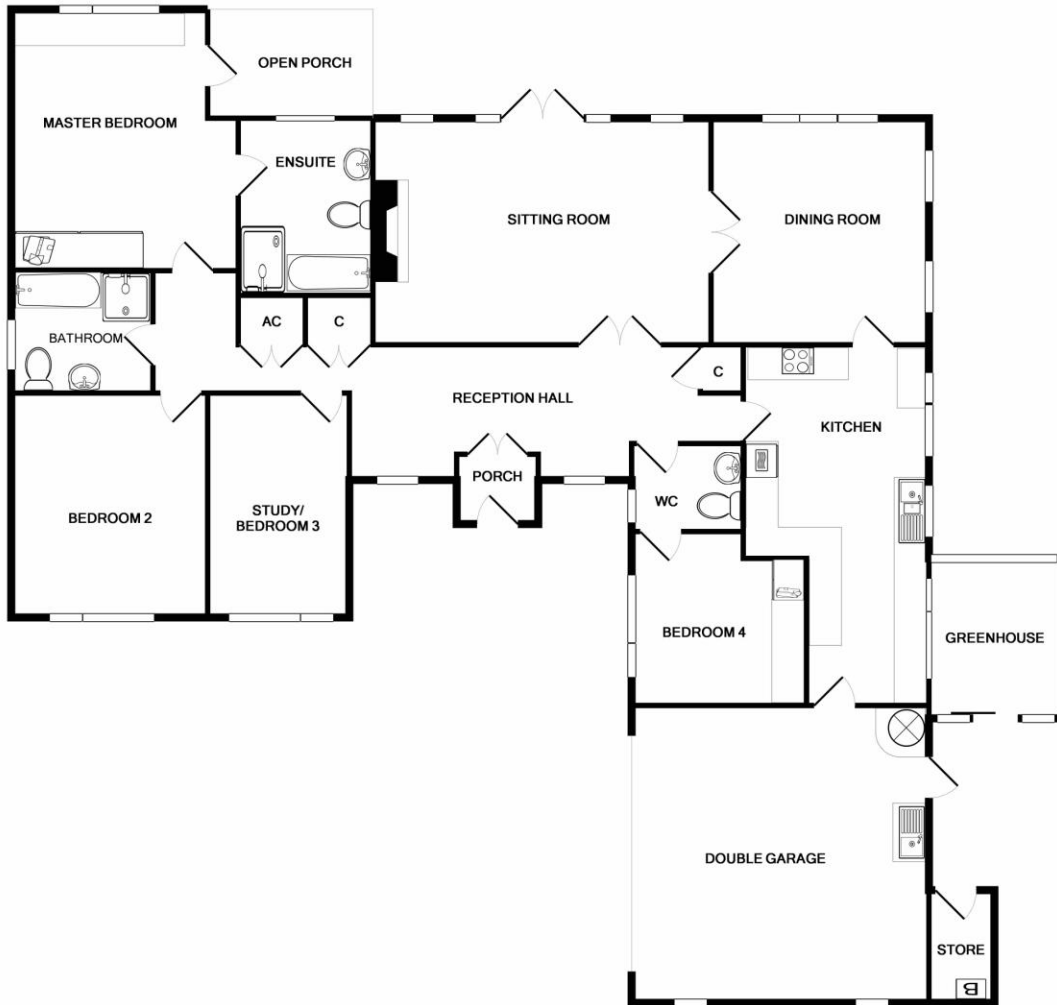 OPEN PORCH
MASTER BEDROOM
ENSUITE
SITTING ROOM
DINING ROOM
AC
C
BATHROOM
C
RECEPTION HALL
KITCHEN
PORCH
WC
BEDROOM 2
STUDY/
BEDROOM 3
BEDROOM 4
GREENHOUSE
DOUBLE GARAGE
STORE
B